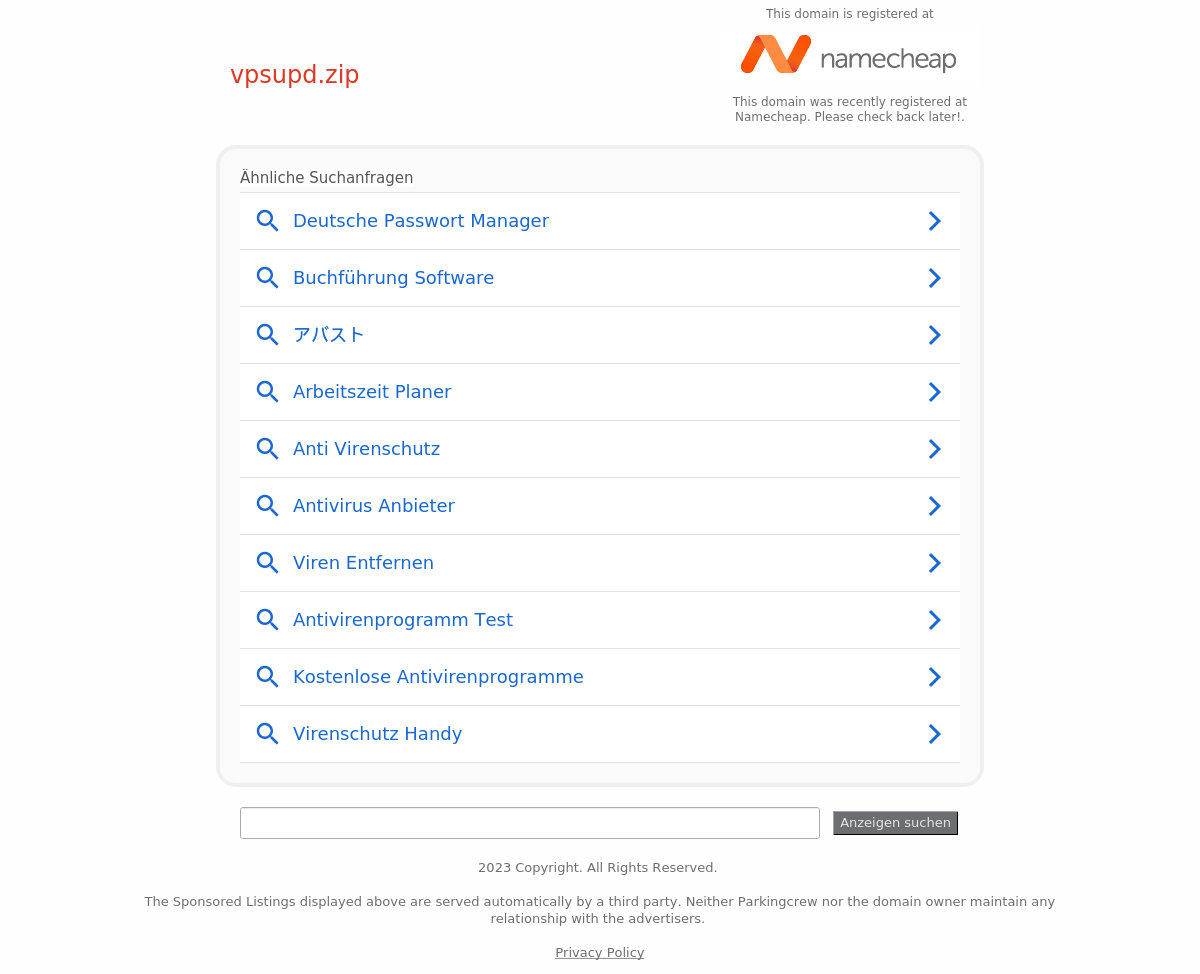 This domain is registered at
namecheap
vpsupd.zip
This domain was recently registered at
Namecheap. Please check back later!.
Ähnliche Suchanfragen
Deutsche Passwort Manager
Buchführung Software
アバスト
Arbeitszeit Planer
Anti Virenschutz
Antivirus Anbieter
Viren Entfernen
Antivirenprogramm Test
Kostenlose Antivirenprogramme
Virenschutz Handy
Anzeigen suchen
2023 Copyright. All Rights Reserved.
The Sponsored Listings displayed above are served automatically by a third party. Neither Parkingcrew nor the domain owner maintain any
relationship with the advertisers.
Privacy Policy